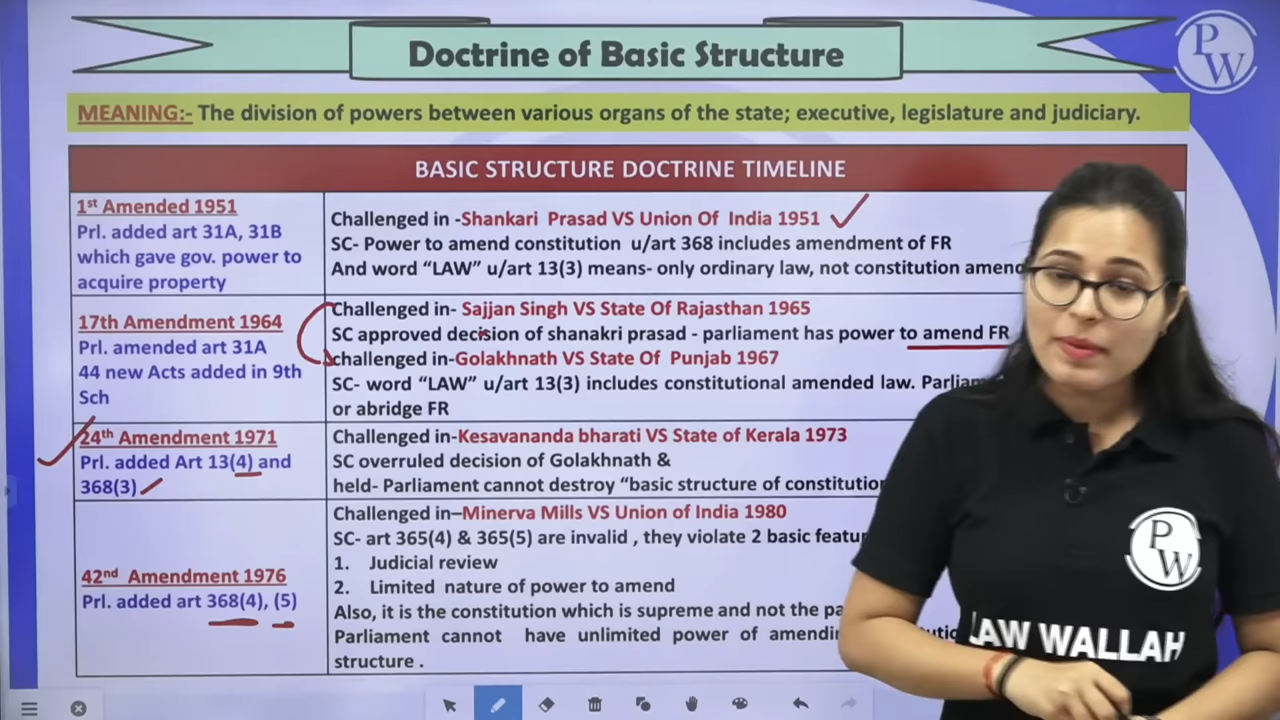 Doctrine of Basic Structure
PW
MEANING:- The division of powers between various organs of the state; executive, legislature and judiciary.
BASIC STRUCTURE DOCTRINE TIMELINE
1st Amended 1951
Prl. added art 31A, 31B
which gave gov. power to
acquire property
Challenged in -Shankari Prasad VS Union Of India 1951
SC- Power to amend constitution u/art 368 includes amendment of FR
And word “LAW” u/art 13(3) means- only ordinary law, not constitution
17th Amendment 1964
Prl. amended art 31A
44 new Acts added in 9th
Sch
Challenged in- Sajjan Singh VS State Of Rajasthan 1965
SC approved decision of shanakri prasad - parliament has power to amend FR
challenged in-Golakhnath VS State Of Punjab 1967
SC- word “LAW” u/art 13(3) includes constitutional amended law.
or abridge FR
24th Amendment 1971
Prl. added Art 13(4) and
368(3)
Challenged in-Kesavananda bharati VS State of Kerala 1973
SC overruled decision of Golakhnath &
held- Parliament cannot destroy “basic structure of
42nd Amendment 1976
Prl. added art 368(4), (5)
Challenged in–Minerva Mills VS Union of India 1980
SC- art 365(4) & 365(5) are invalid , they violate 2 basic
1. Judicial review
2. Limited nature of power to amend
Also, it is the constitution which is supreme and not the
Parliament cannot have unlimited power of
structure .
PW
LAW WALLAH